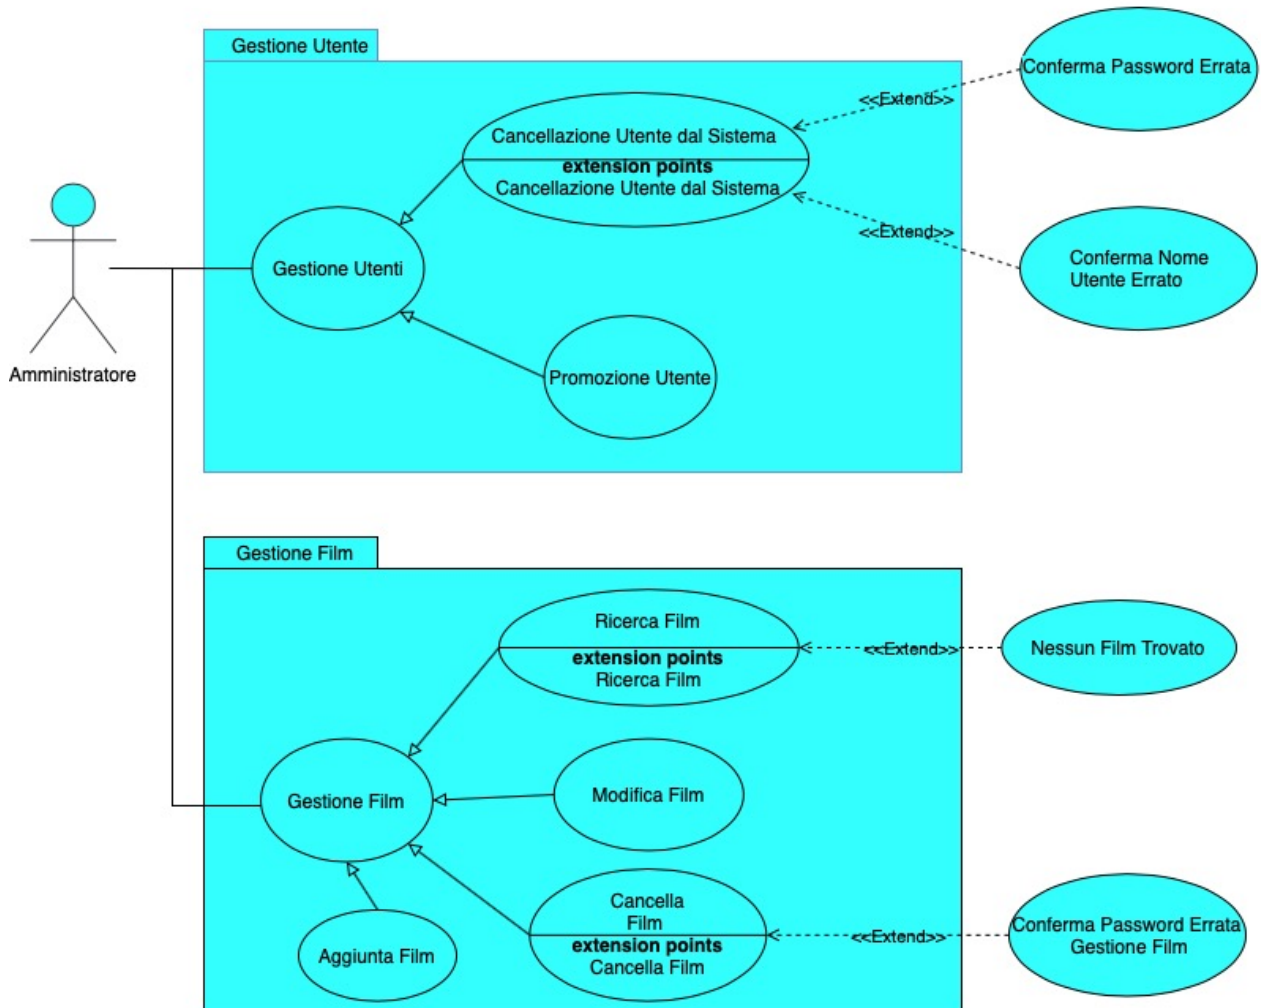 Gestione Utente
Conferma Password Errata
<<Extend>>
Cancellazione Utente dal Sistema
extension points
Cancellazione Utente dal Sistema
<<Extend>>
Conferma Nome
Utente Errato
Gestione Utenti
Amministratore
Promozione Utente
Gestione Film
Ricerca Film
extension points
Ricerca Film
<<Extend>>
Nessun Film Trovato
Gestione Film
Modifica Film
Cancella
Film
extension points
Cancella Film
<<Extend>>
Conferma Password Errata
Gestione Film
Aggiunta Film